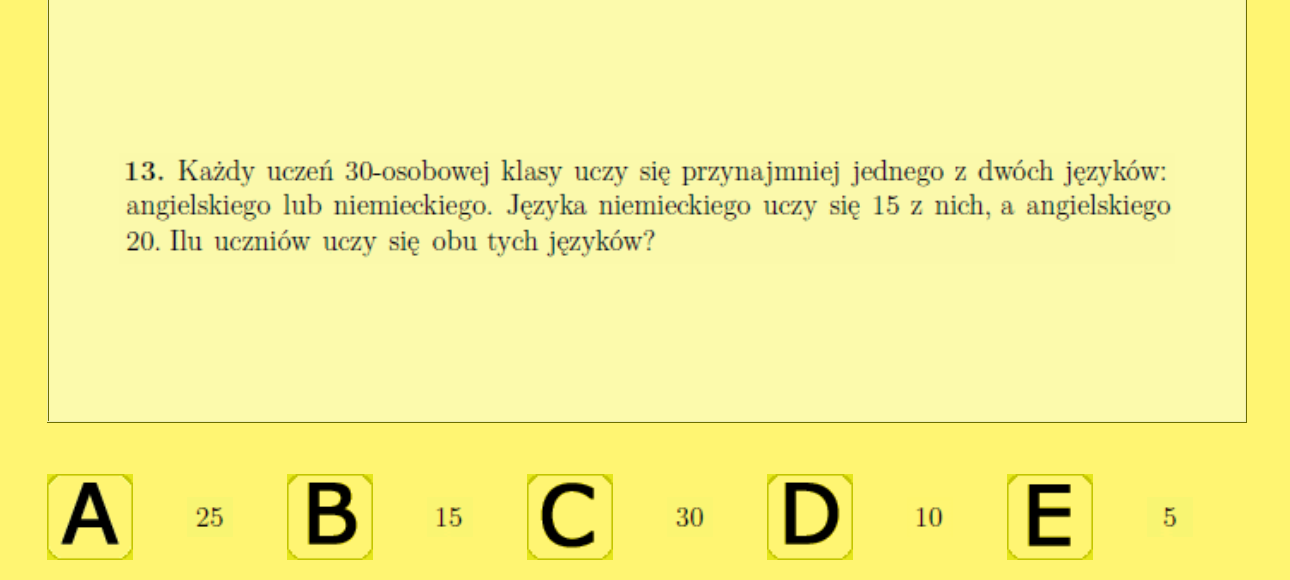 13. Każdy uczeń 30-osobowej klasy uczy się przynajmniej jednego z dwóch języków:
angielskiego lub niemieckiego. Języka niemieckiego uczy się 15 z nich, a angielskiego
20. Ilu uczniów uczy się obu tych języków?
A 25 B 15 C 30 D 10 E 5